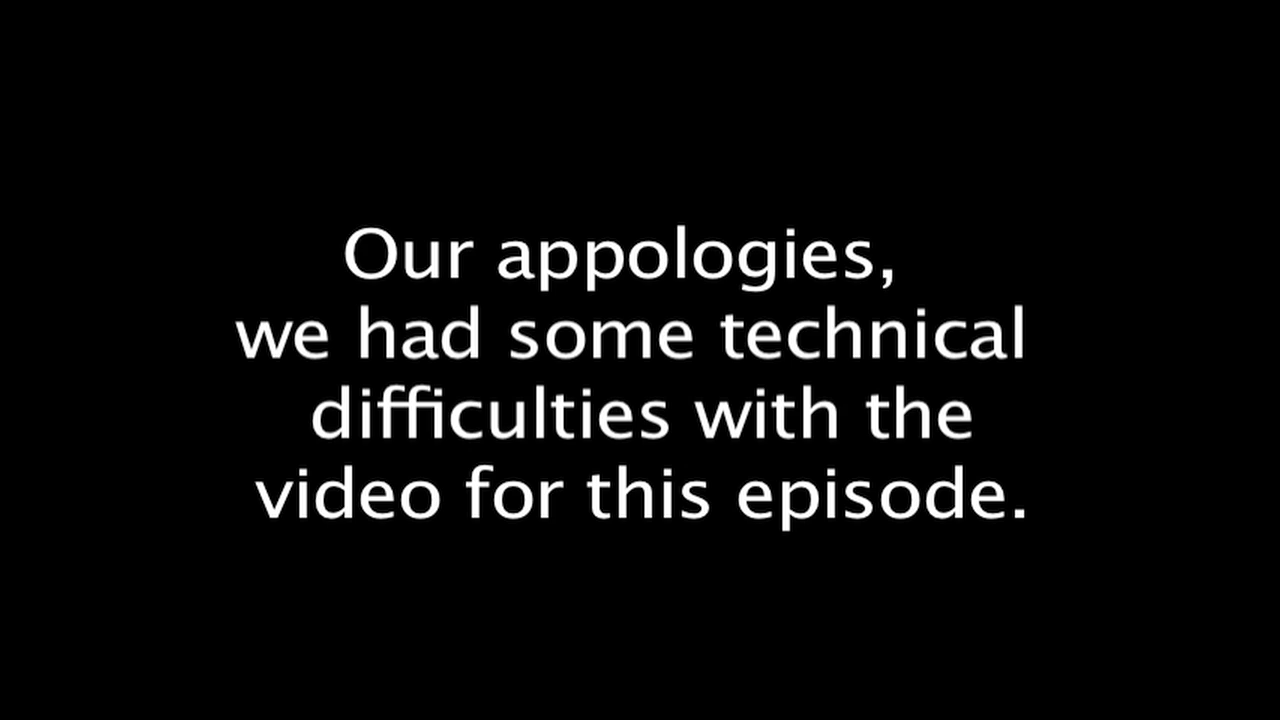 Our appologies,
we had some technical
difficulties with the
video for this episode.